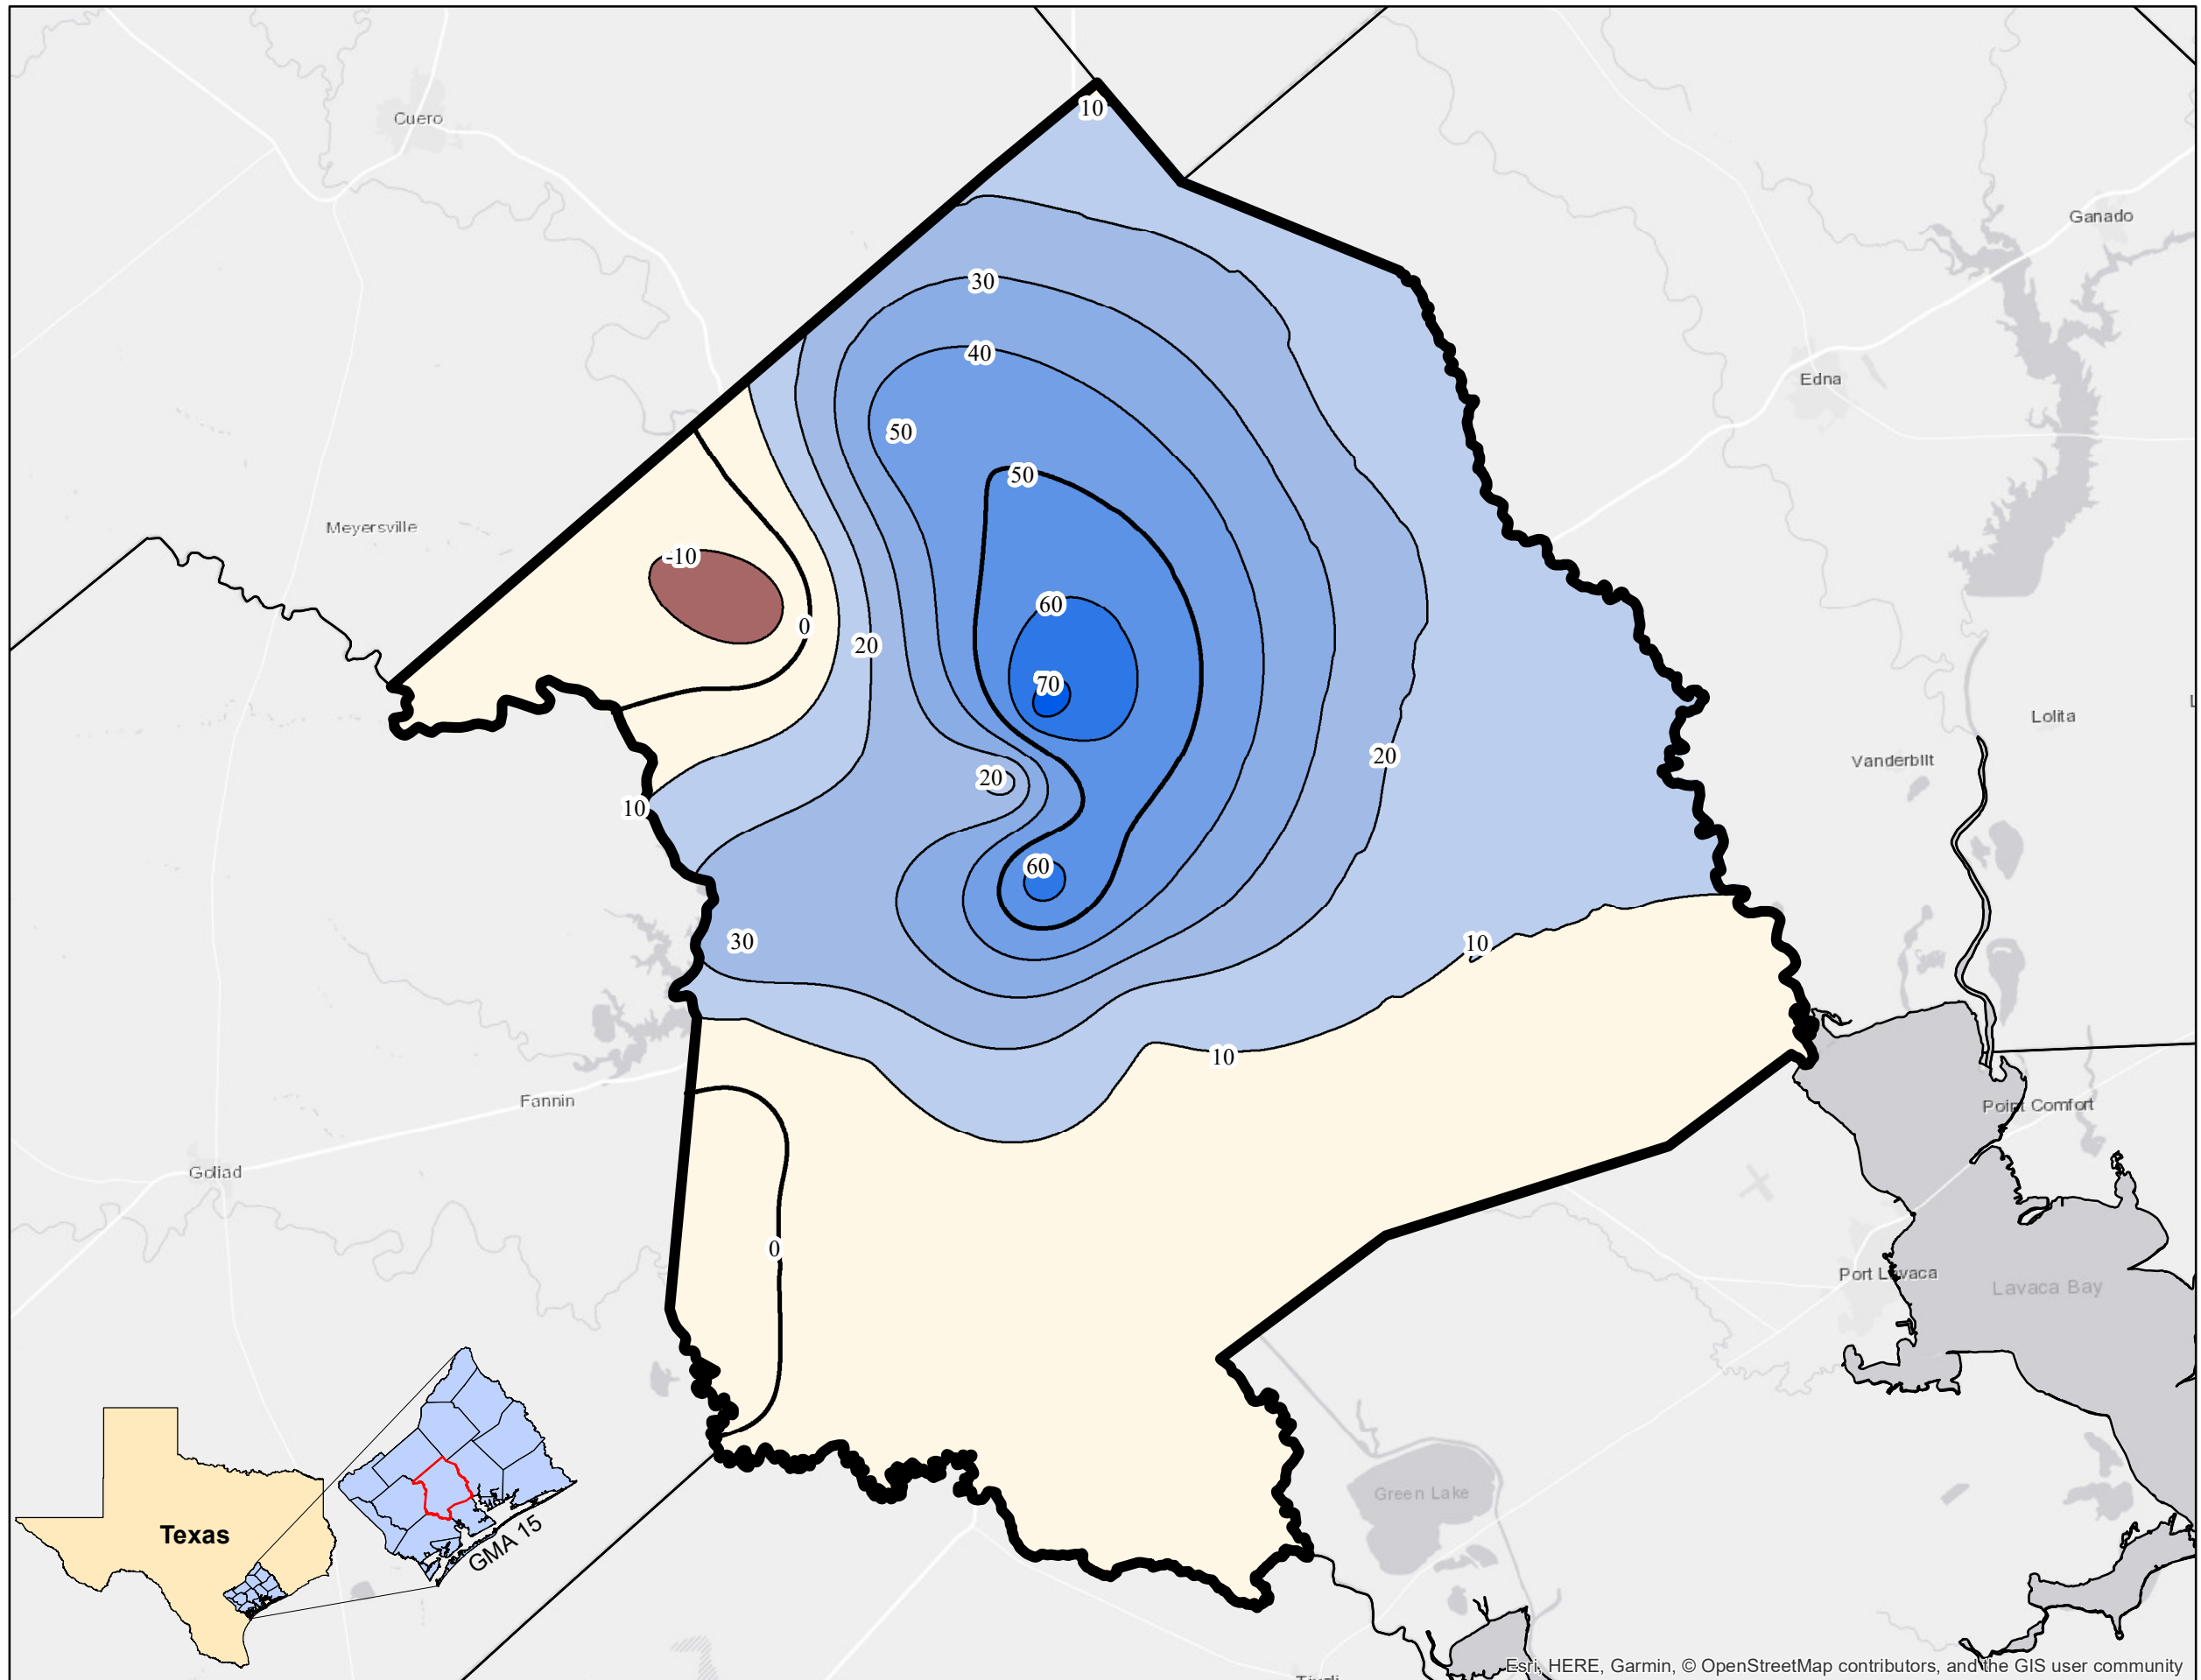 10
Cuero
Ganado
30
40
Edna
50
50
Meyersville
-10
60
0
20
70
Lolita
20
Vanderbilt
20
10
60
30
10
10
Fannin
Point Comfort
Goliad
0
Port Lavaca
Lavaca Bay
Green Lake
Texas
GMA 15
Esri, HERE, Garmin, © OpenStreetMap contributors, and the GIS user community